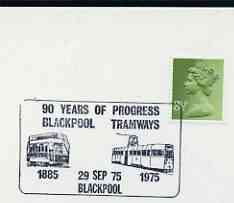 90 YEARS OF PROGRESS
BLACKPOOL TRAMWAYS
1885 29 SEP 75 1975
BLACKPOOL